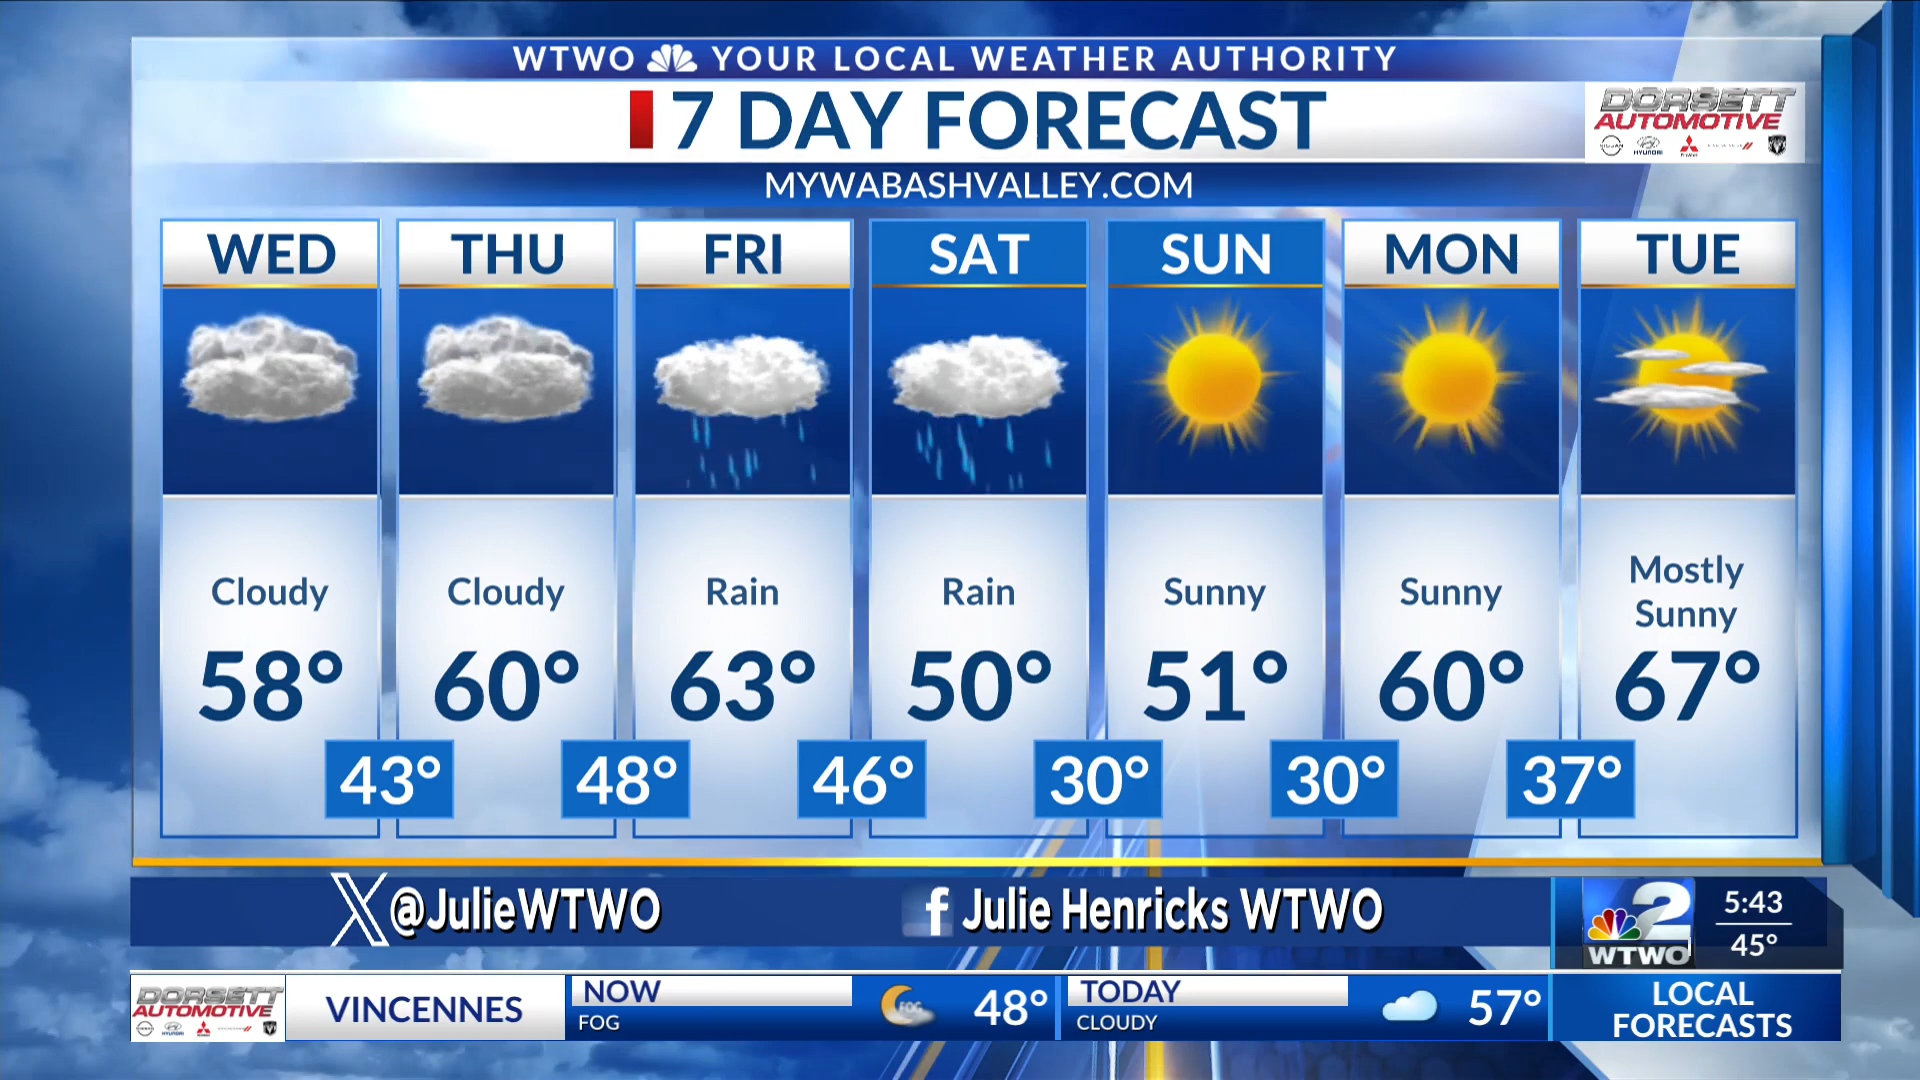 WTWO YOUR LOCAL WEATHER AUTHORITY
7 DAY FORECAST
DORSETT
AUTOMOTIVE
HYUNDAI
MYWABASHVALLEY.COM
WED THU FRI SAT SUN MON TUE
Cloudy Cloudy Rain Rain Sunny Sunny Mostly Sunny
58° 60° 63° 50° 51° 60° 67°
43° 48° 46° 30° 30° 37°
X @JulieWTWO f Julie Henricks WTWO
2
WTWO
5:43
45°
DORSETT
AUTOMOTIVE
VINCENNES
NOW
FOG
FOG
48°
TODAY
CLOUDY
57°
LOCAL
FORECASTS